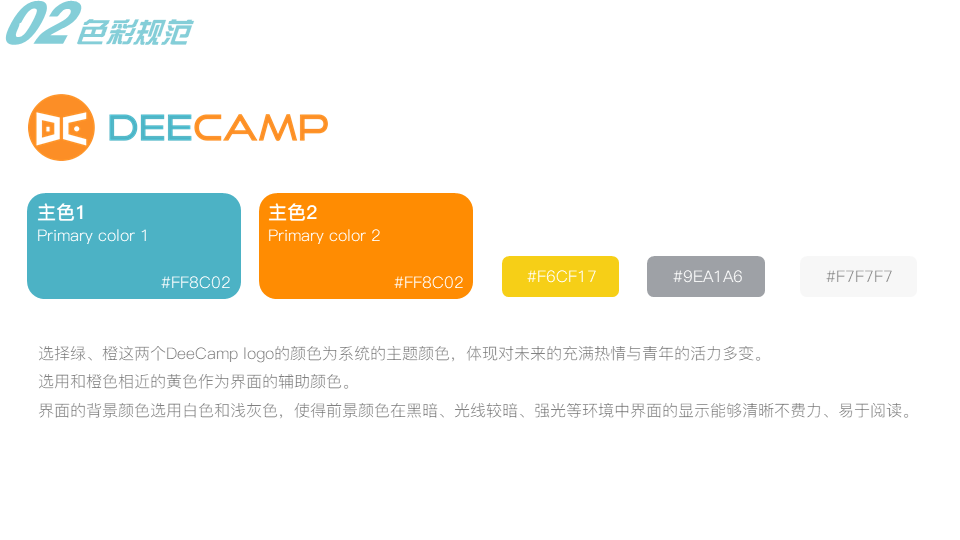 02 色彩规范
DEECAMP
主色1
Primary color 1
#FF8C02
主色2
Primary color 2
#FF8C02
#F6CF17
#9EA1A6
#F7F7F7
选择绿、橙这两个DeeCamp logo的颜色为系统的主题颜色，体现对未来的充满热情与青年的活力多变。
选用和橙色相近的黄色作为界面的辅助颜色。
界面的背景颜色选用白色和浅灰色，使得前景颜色在黑暗、光线较暗、强光等环境中界面的显示能够清晰不费力、易于阅读。